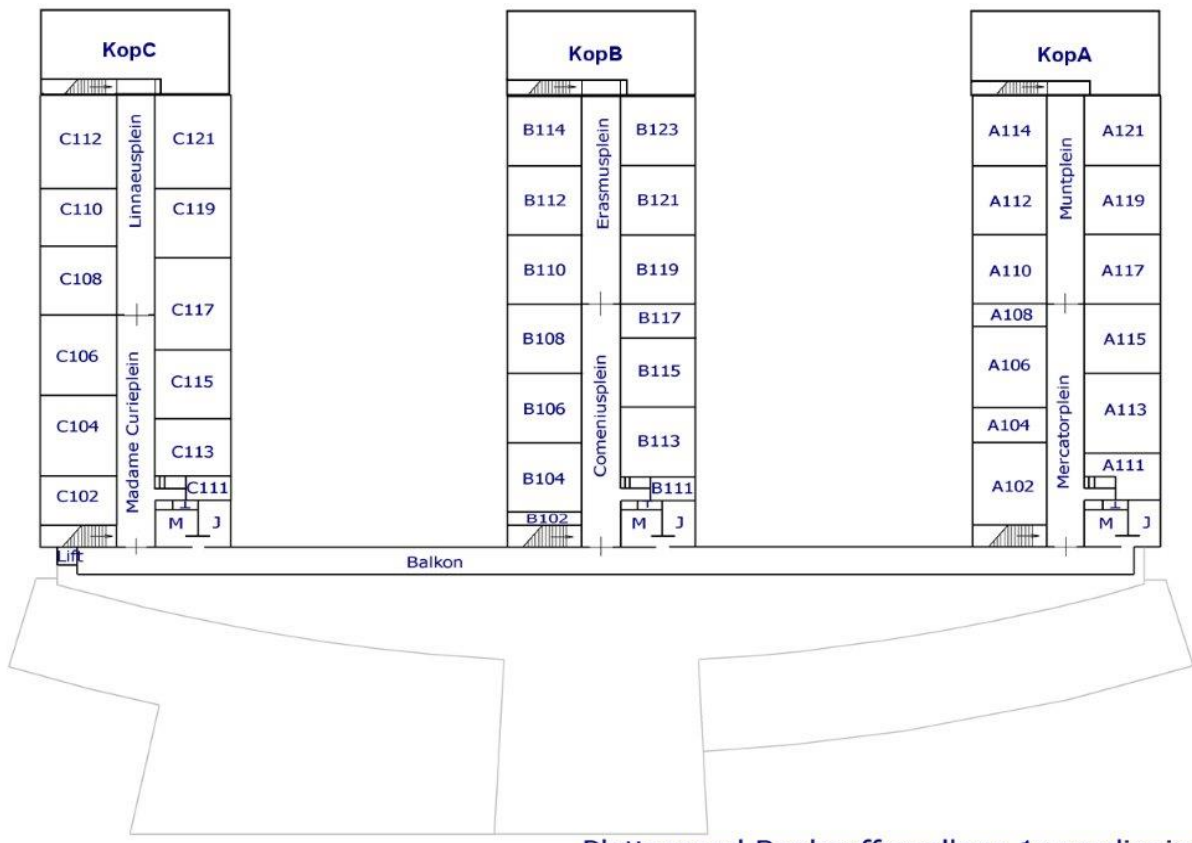 KopC
KopB
KopA
C112
Linnaeusplein
C121
C110
C119
C108
C117
C106
Madame Curieplein
C115
C104
C113
C102
C111
M
J
B114
Erasmusplein
B123
B112
B121
B110
B119
B108
B117
Comeniusplein
B115
B106
B113
B104
B111
B102
M
J
A114
Muntplein
A121
A112
A119
A110
A117
A108
A115
A106
Mercatorplein
A113
A104
A111
A102
M
J
Lift
Balkon